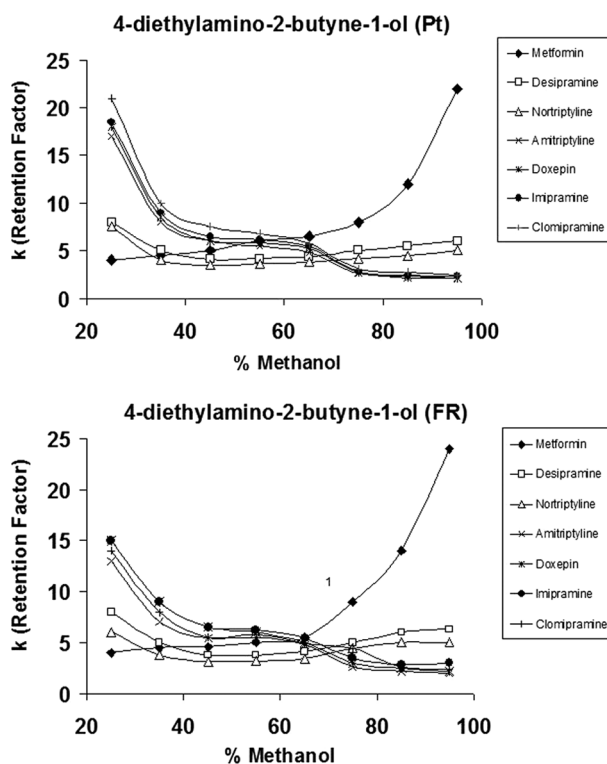 4-diethylamino-2-butyne-1-ol (Pt)
k (Retention Factor)
25
20
15
10
5
0
20 40 60 80 100
% Methanol
Metformin
Desipramine
Nortriptyline
Amitriptyline
Doxepin
Imipramine
Clomipramine
4-diethylamino-2-butyne-1-ol (FR)
k (Retention Factor)
25
20
15
10
5
0
1
20 40 60 80 100
% Methanol
Metformin
Desipramine
Nortriptyline
Amitriptyline
Doxepin
Imipramine
Clomipramine